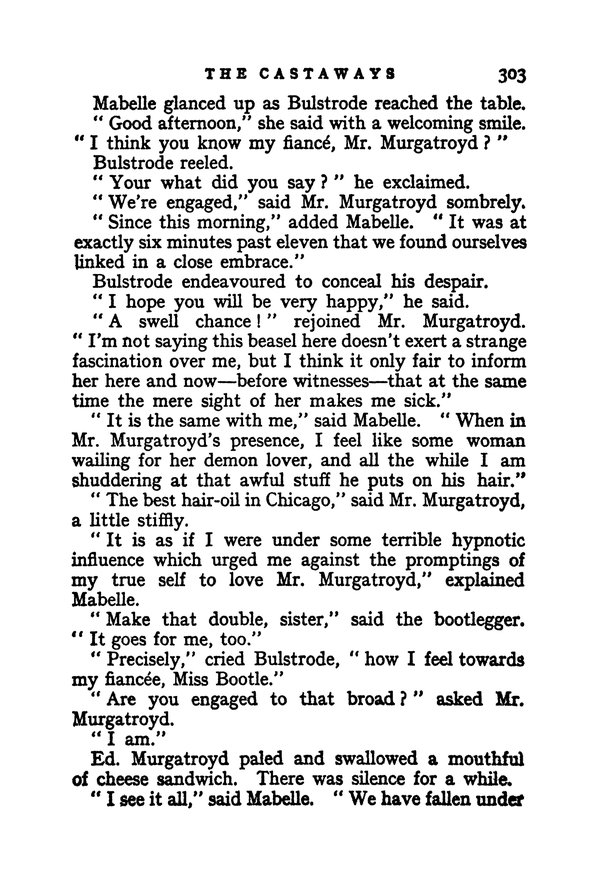 THE CASTAWAYS 303
Mabelle glanced up as Bulstrode reached the table.
" Good afternoon," she said with a welcoming smile.
" I think you know my fiancé, Mr. Murgatroyd ? "
Bulstrode reeled.
" Your what did you say ? " he exclaimed.
" We're engaged," said Mr. Murgatroyd sombrely.
" Since this morning," added Mabelle. " It was at
exactly six minutes past eleven that we found ourselves
linked in a close embrace."
Bulstrode endeavoured to conceal his despair.
" I hope you will be very happy," he said.
" A swell chance ! " rejoined Mr. Murgatroyd.
" I'm not saying this beasel here doesn't exert a strange
fascination over me, but I think it only fair to inform
her here and now—before witnesses—that at the same
time the mere sight of her makes me sick."
" It is the same with me," said Mabelle. " When in
Mr. Murgatroyd's presence, I feel like some woman
wailing for her demon lover, and all the while I am
shuddering at that awful stuff he puts on his hair."
" The best hair-oil in Chicago," said Mr. Murgatroyd,
a little stiffly.
" It is as if I were under some terrible hypnotic
influence which urged me against the promptings of
my true self to love Mr. Murgatroyd," explained
Mabelle.
" Make that double, sister," said the bootlegger.
" It goes for me, too."
" Precisely," cried Bulstrode, " how I feel towards
my fiancée, Miss Bootle."
" Are you engaged to that broad ? " asked Mr.
Murgatroyd.
" I am."
Ed. Murgatroyd paled and swallowed a mouthful
of cheese sandwich. There was silence for a while.
" I see it all," said Mabelle. " We have fallen under